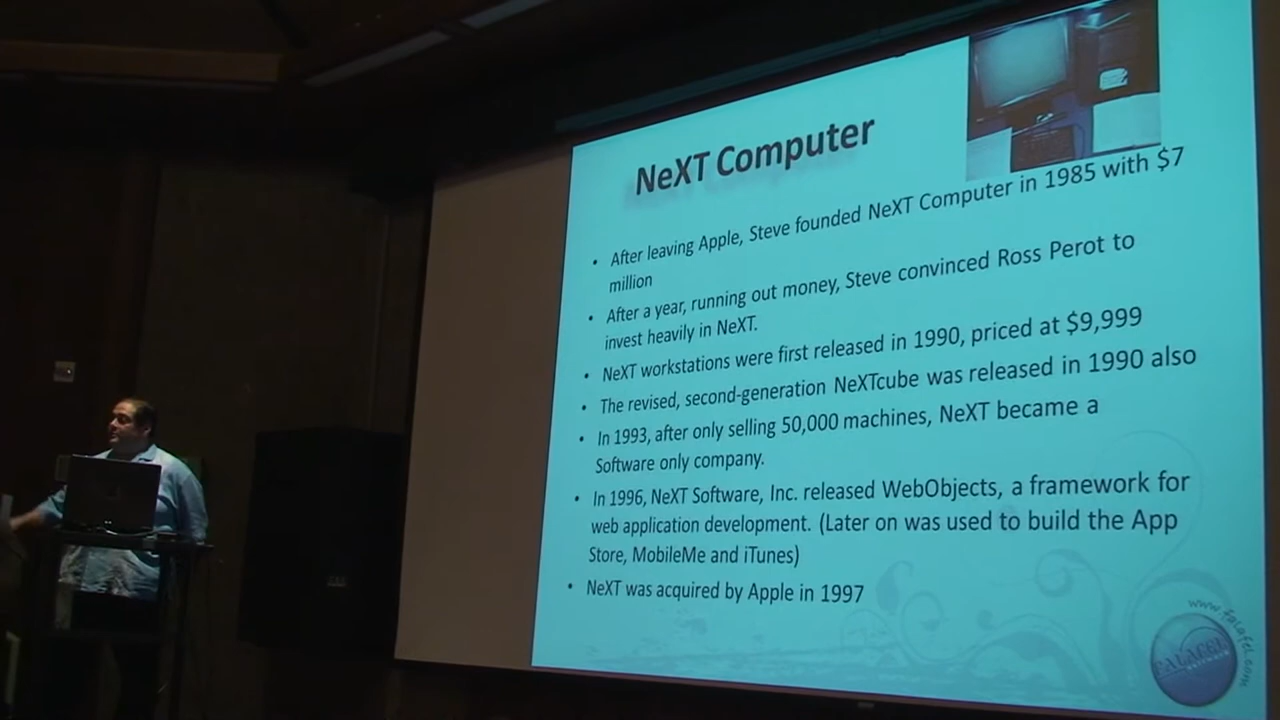 NeXT Computer
• After leaving Apple, Steve founded NeXT Computer in 1985 with $7
million
• After a year, running out money, Steve convinced Ross Perot to
invest heavily in NeXT.
• NeXT workstations were first released in 1990, priced at $9,999
• The revised, second-generation NeXTcube was released in 1990 also
• In 1993, after only selling 50,000 machines, NeXT became a
Software only company.
• In 1996, NeXT Software, Inc. released WebObjects, a framework for
web application development. (Later on was used to build the App
Store, MobileMe and iTunes)
• NeXT was acquired by Apple in 1997
www.falafel.com
FALAFEL